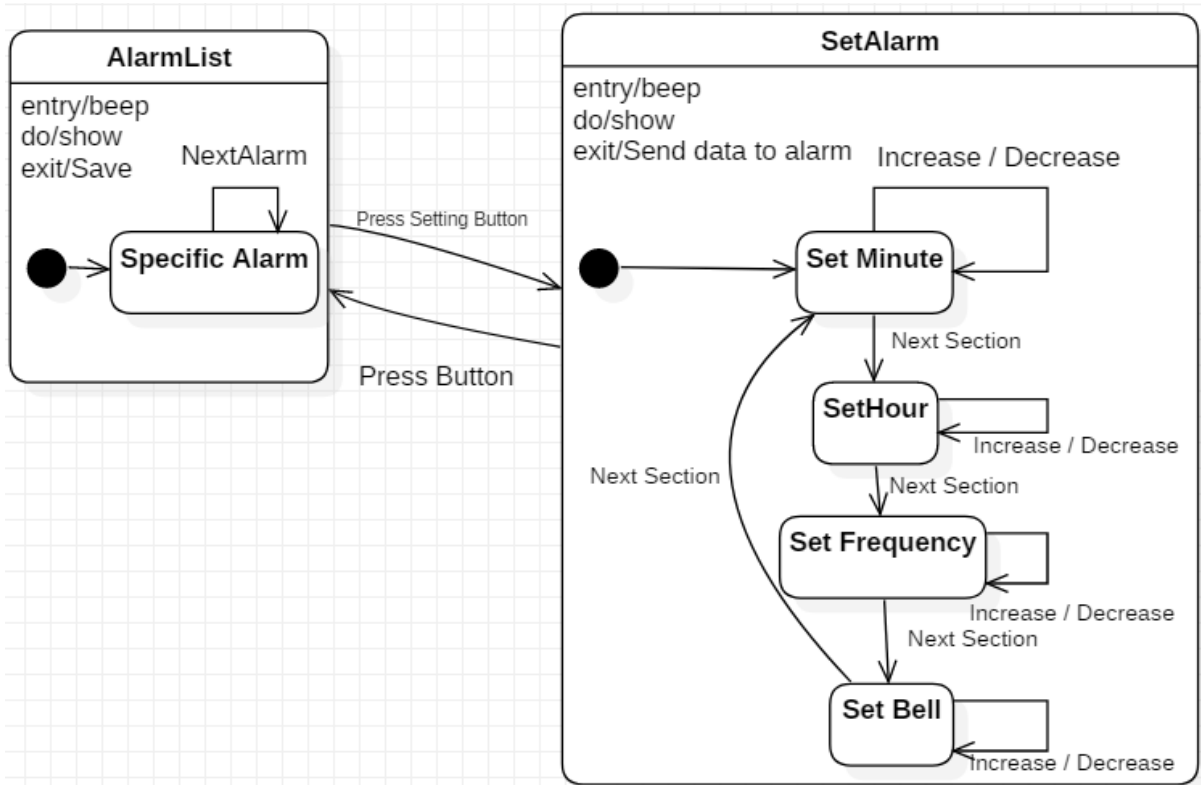 AlarmList
entry/beep
do/show
exit/Save
NextAlarm
Specific Alarm
Press Setting Button
Press Button
SetAlarm
entry/beep
do/show
exit/Send data to alarm
Increase / Decrease
Set Minute
Next Section
SetHour
Increase / Decrease
Next Section
Next Section
Set Frequency
Increase / Decrease
Next Section
Set Bell
Increase / Decrease